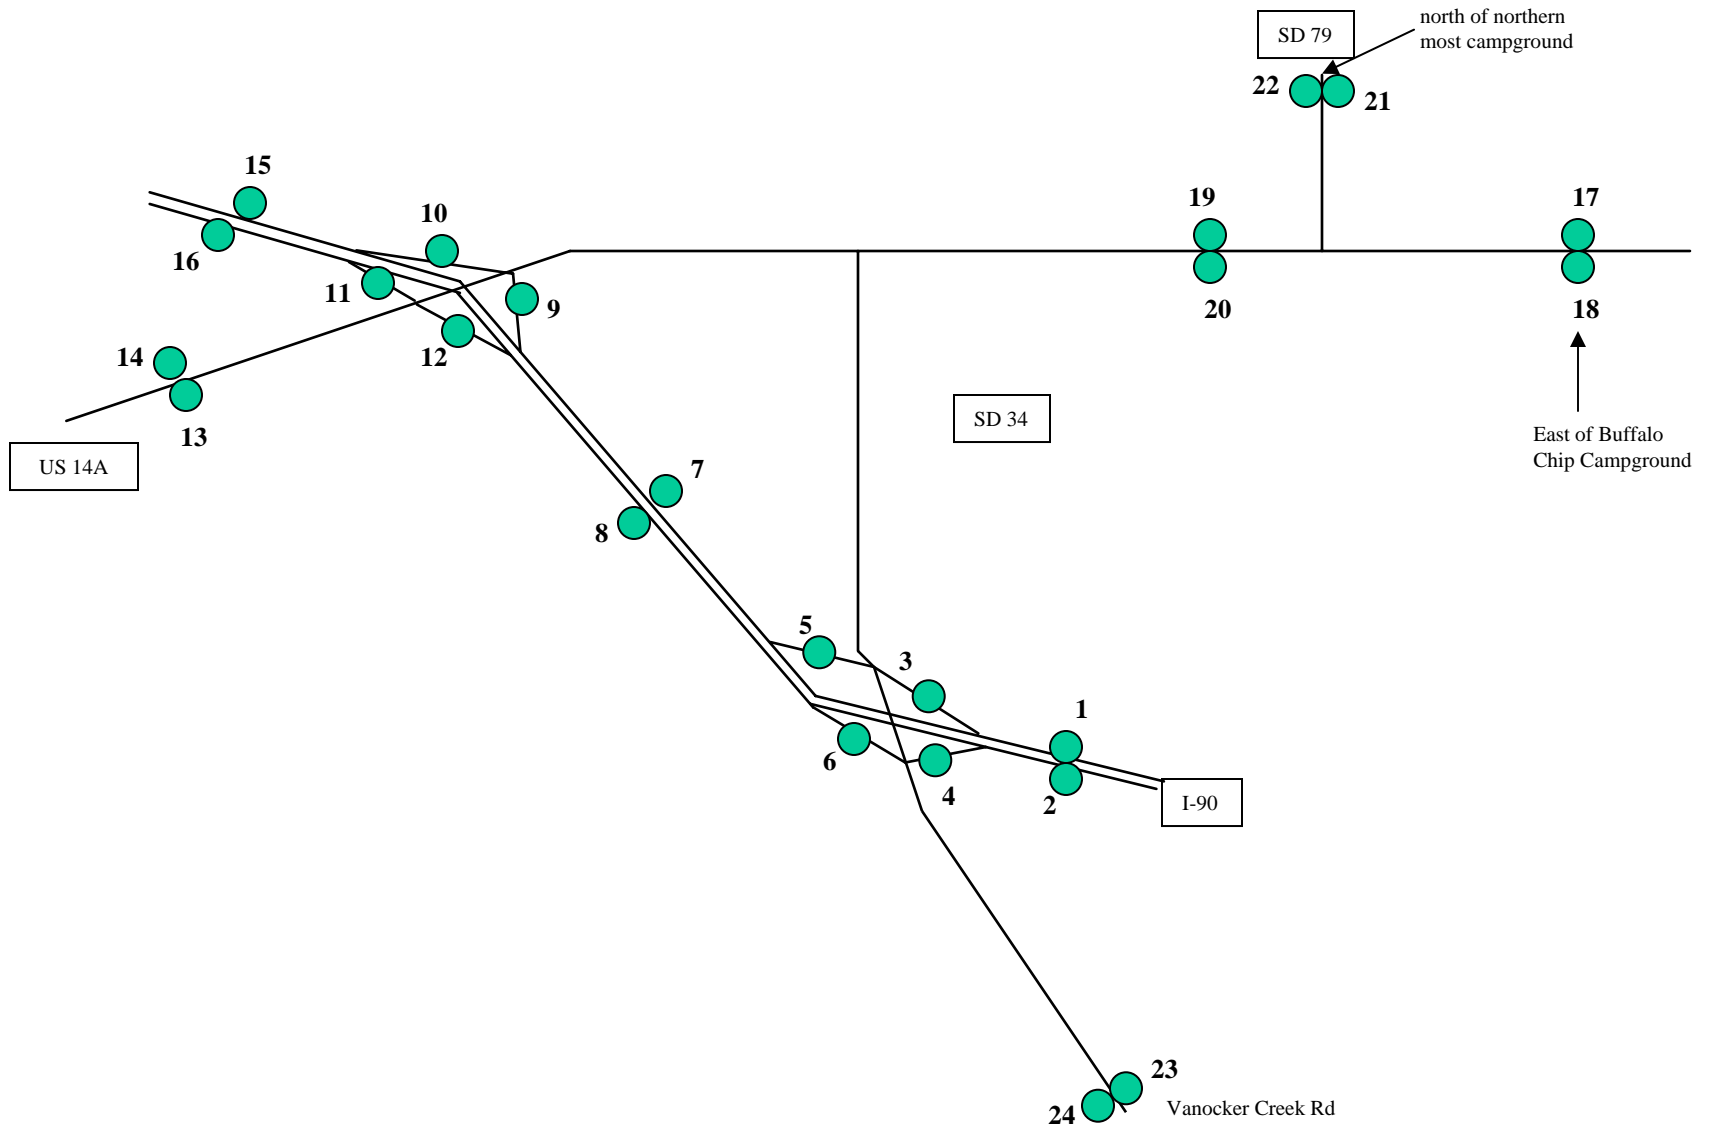 north of northern
most campground
SD 79
22
21
15
10
19
17
16
11
9
20
18
14
12
13
SD 34
East of Buffalo
Chip Campground
US 14A
7
8
5
3
1
6
4
2
I-90
23
24
Vanocker Creek Rd